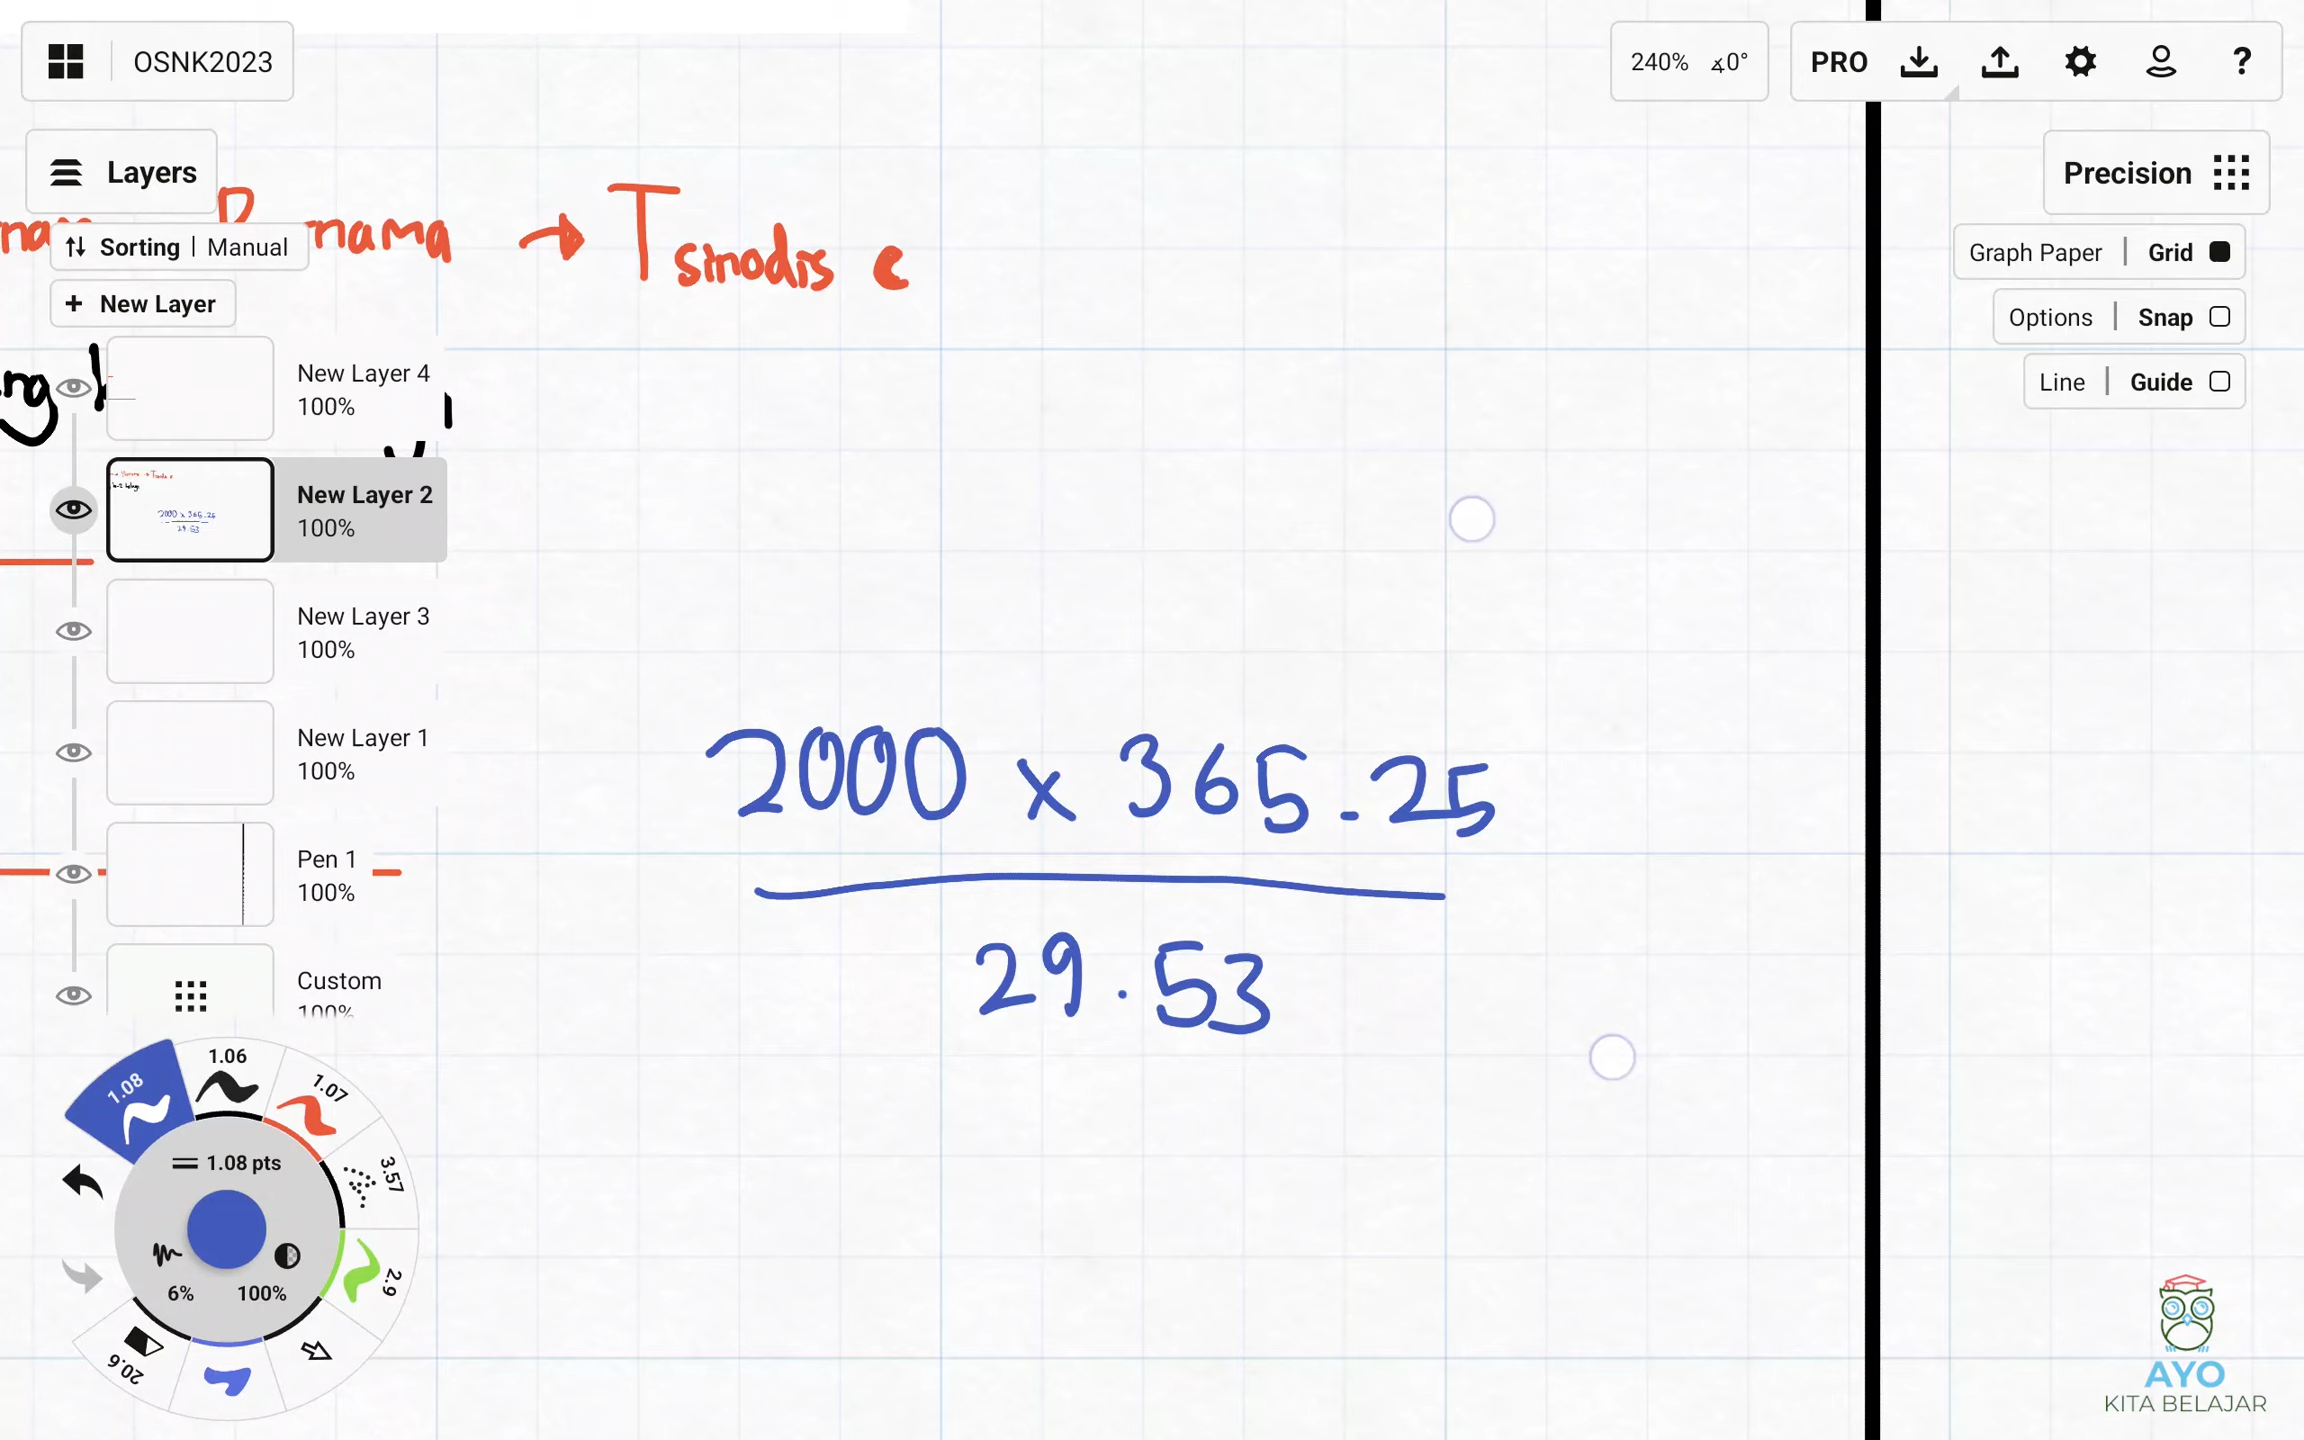 OSNK2023
240% ∡0°
PRO
?
Layers
Precision
nama → Tsinodis
Sorting | Manual
Graph Paper | Grid
+ New Layer
Options | Snap
Line | Guide
New Layer 4
100%
New Layer 2
100%
New Layer 3
100%
New Layer 1
100%
Pen 1
100%
Custom
100%
2000 x 365.25
29.53
1.08
1.06
1.07
3.57
2.9
20.6
1.08 pts
6%
100%
AYO
KITA BELAJAR